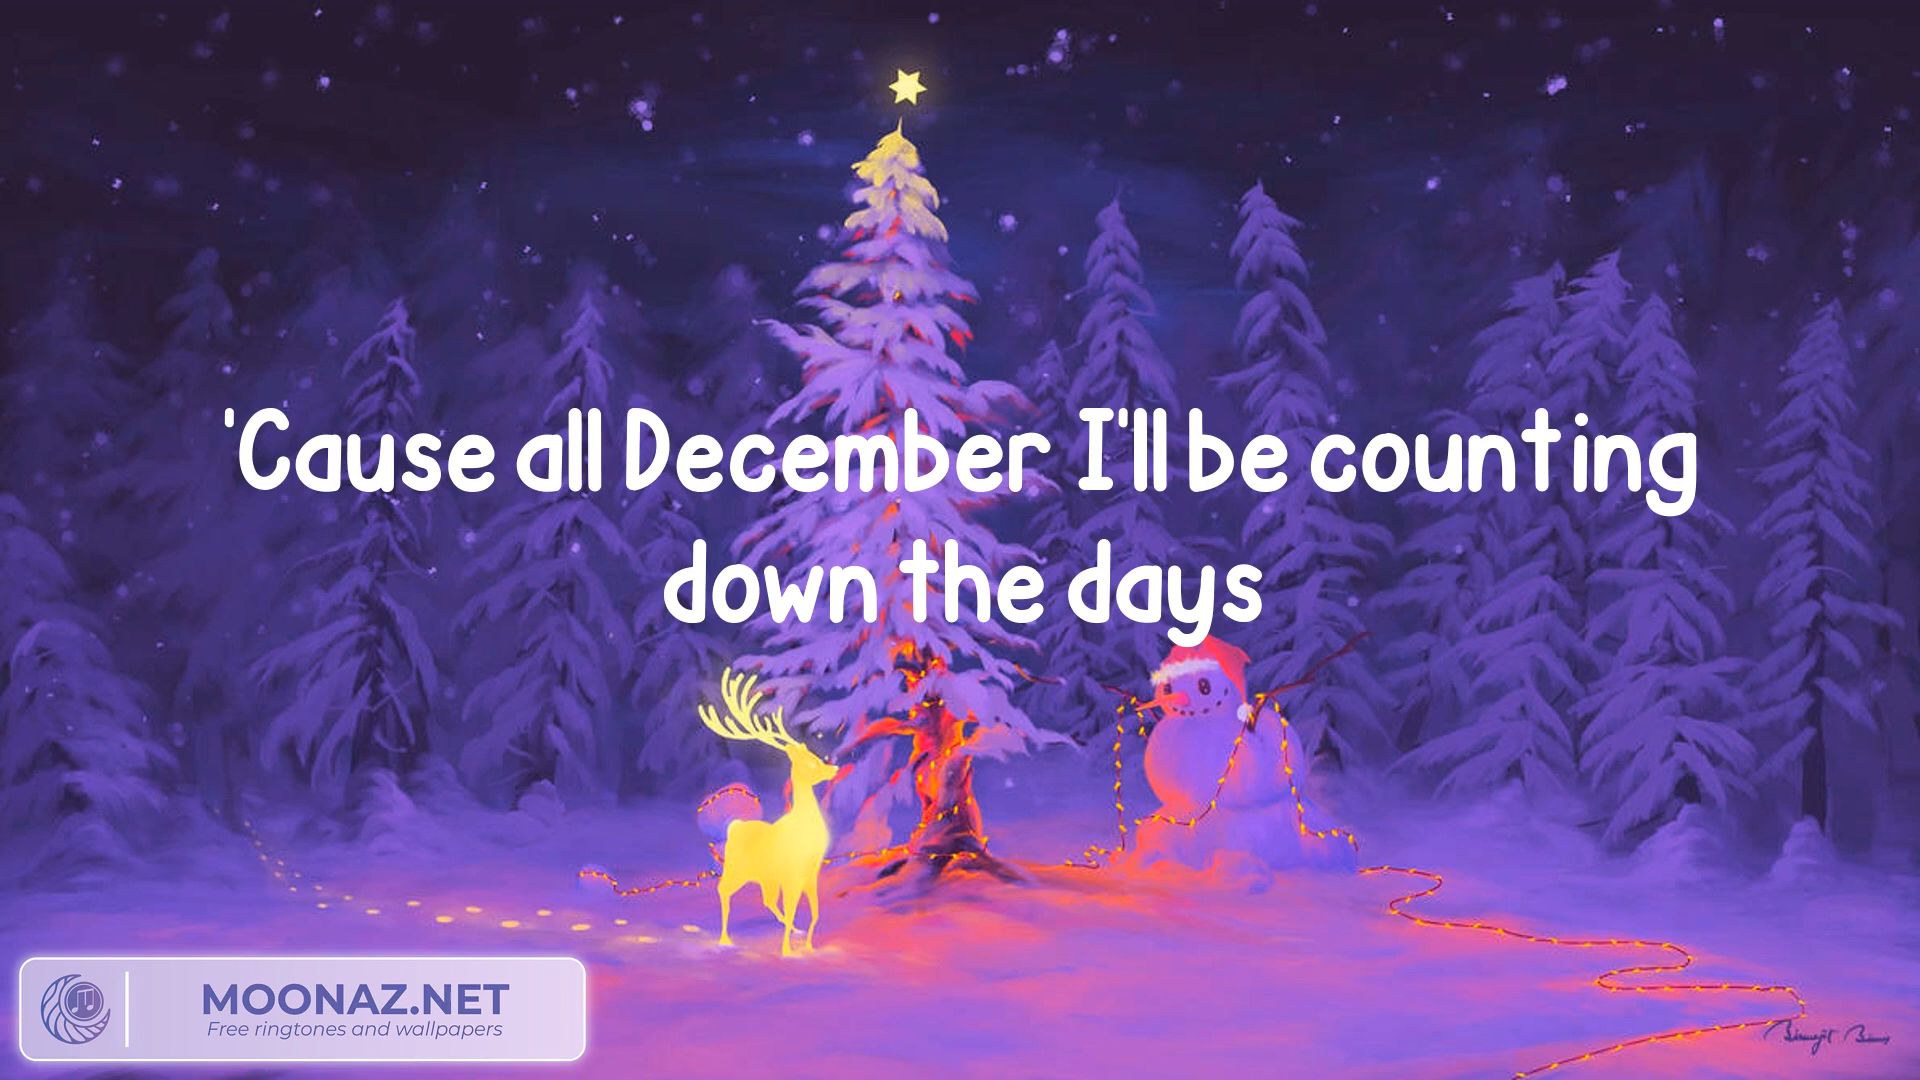 'Cause all December I'll be counting
down the days
MOONAZ.NET
Free ringtones and wallpapers